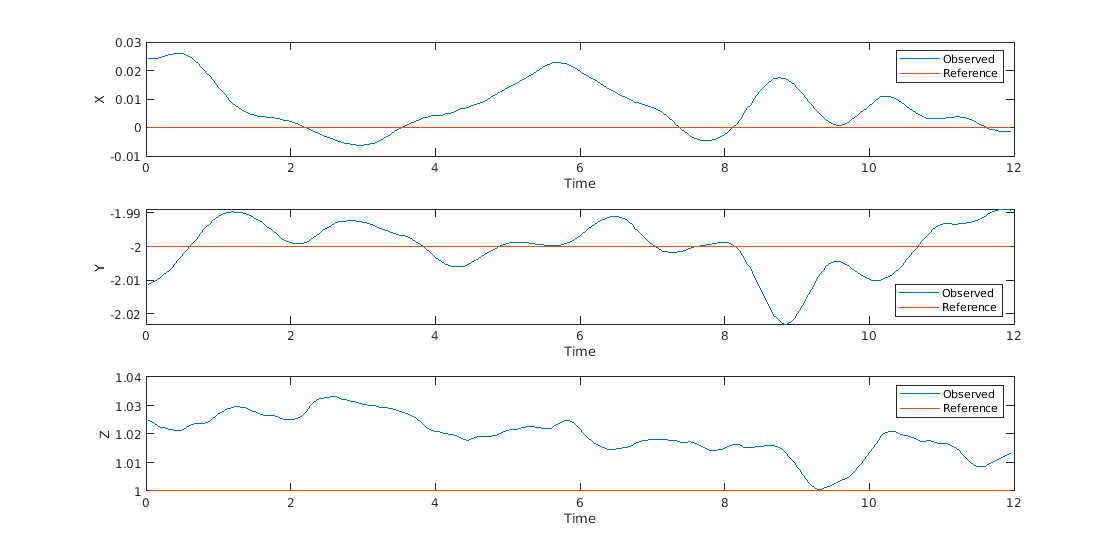 0.03
0.02
0.01
0
-0.01
X
0 2 4 6 8 10 12
Time
Observed
Reference
-1.99
-2
-2.01
-2.02
Y
0 2 4 6 8 10 12
Time
Observed
Reference
1.04
1.03
1.02
1.01
1
Z
0 2 4 6 8 10 12
Time
Observed
Reference